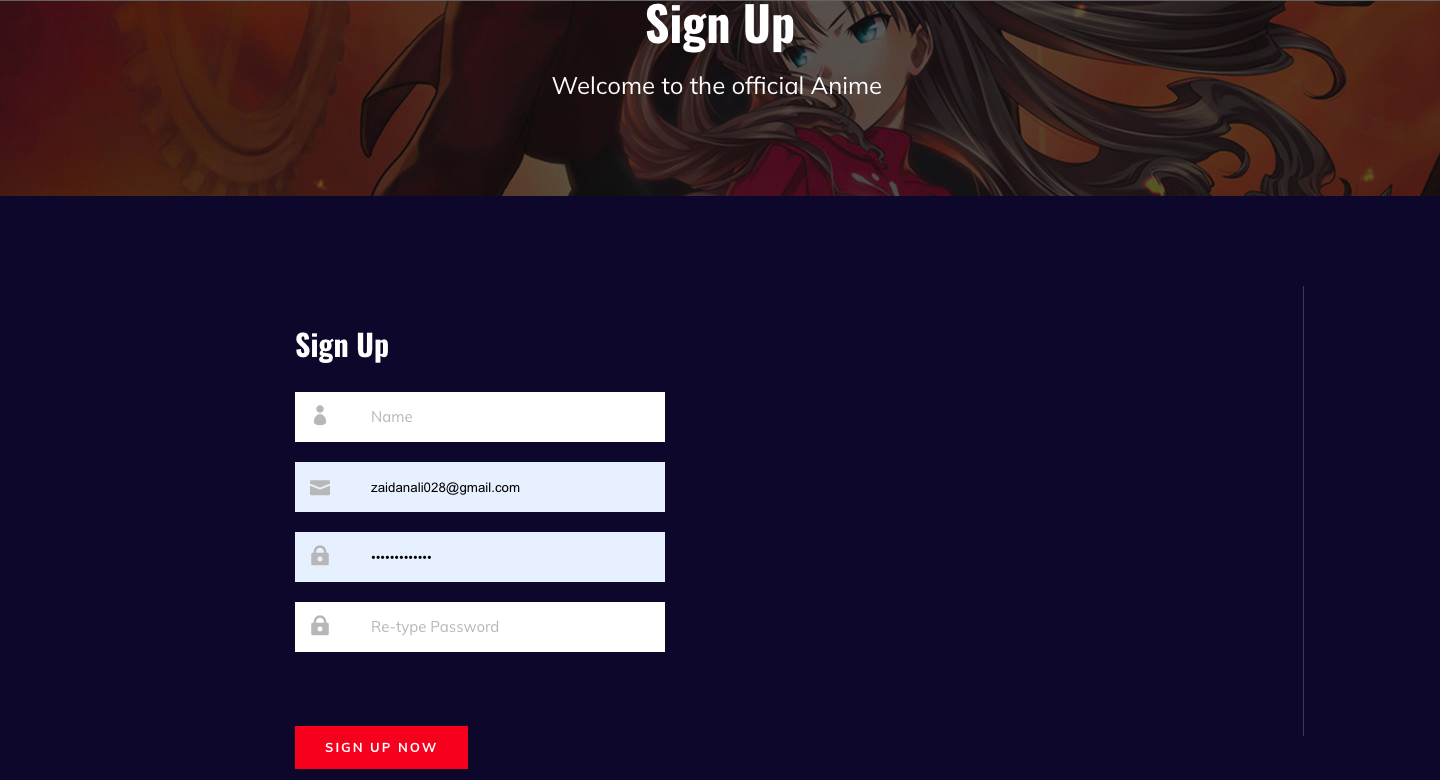 Sign Up
Welcome to the official Anime
Sign Up
Name
zaidanali028@gmail.com
•••••••••••••
Re-type Password
SIGN UP NOW